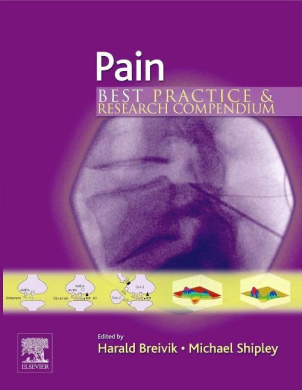 Pain
BEST PRACTICE &
RESEARCH COMPENDIUM
Edited by
Harald Breivik • Michael Shipley
ELSEVIER